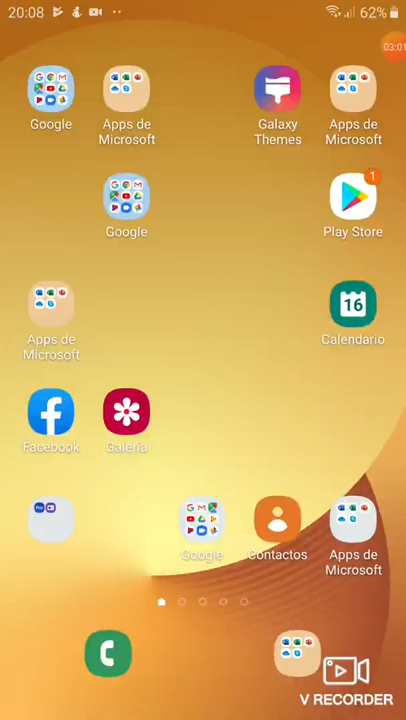 20:08
62%
03:01
Google
Apps de
Microsoft
Galaxy
Themes
Apps de
Microsoft
Google
1
Play Store
Apps de
Microsoft
16
Calendario
Facebook
Galería
Google
Contactos
Apps de
Microsoft
V RECORDER